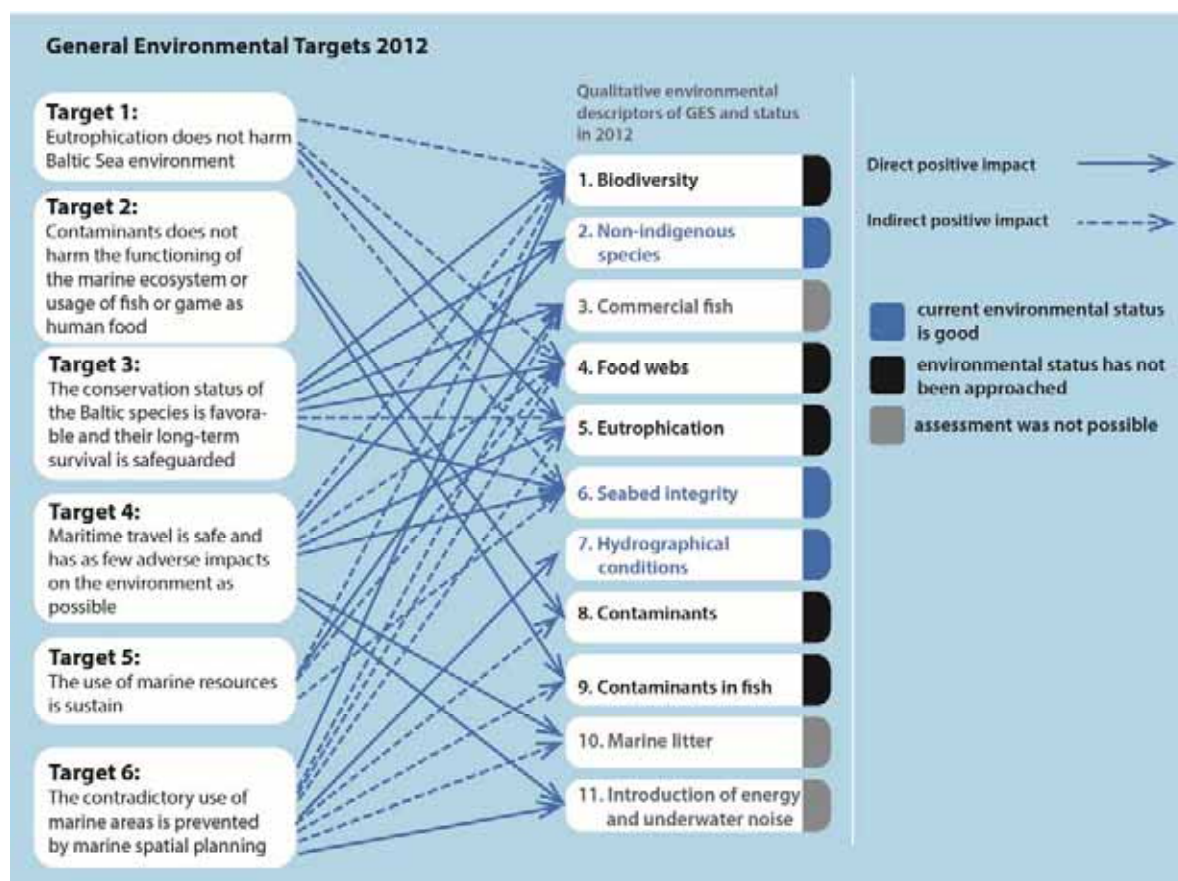 General Environmental Targets 2012
Target 1:
Eutrophication does not harm
Baltic Sea environment
Target 2:
Contaminants does not
harm the functioning of
the marine ecosystem or
usage of fish or game as
human food
Target 3:
The conservation status of
the Baltic species is favora-
ble and their long-term
survival is safeguarded
Target 4:
Maritime travel is safe and
has as few adverse impacts
on the environment as
possible
Target 5:
The use of marine resources
is sustain
Target 6:
The contradictory use of
marine areas is prevented
by marine spatial planning
Qualitative environmental
descriptors of GES and status
in 2012
1. Biodiversity
2. Non-indigenous
species
3. Commercial fish
4. Food webs
5. Eutrophication
6. Seabed integrity
7. Hydrographical
conditions
8. Contaminants
9. Contaminants in fish
10. Marine litter
11. Introduction of energy
and underwater noise
Direct positive impact
Indirect positive impact
current environmental status
is good
environmental status has not
been approached
assessment was not possible